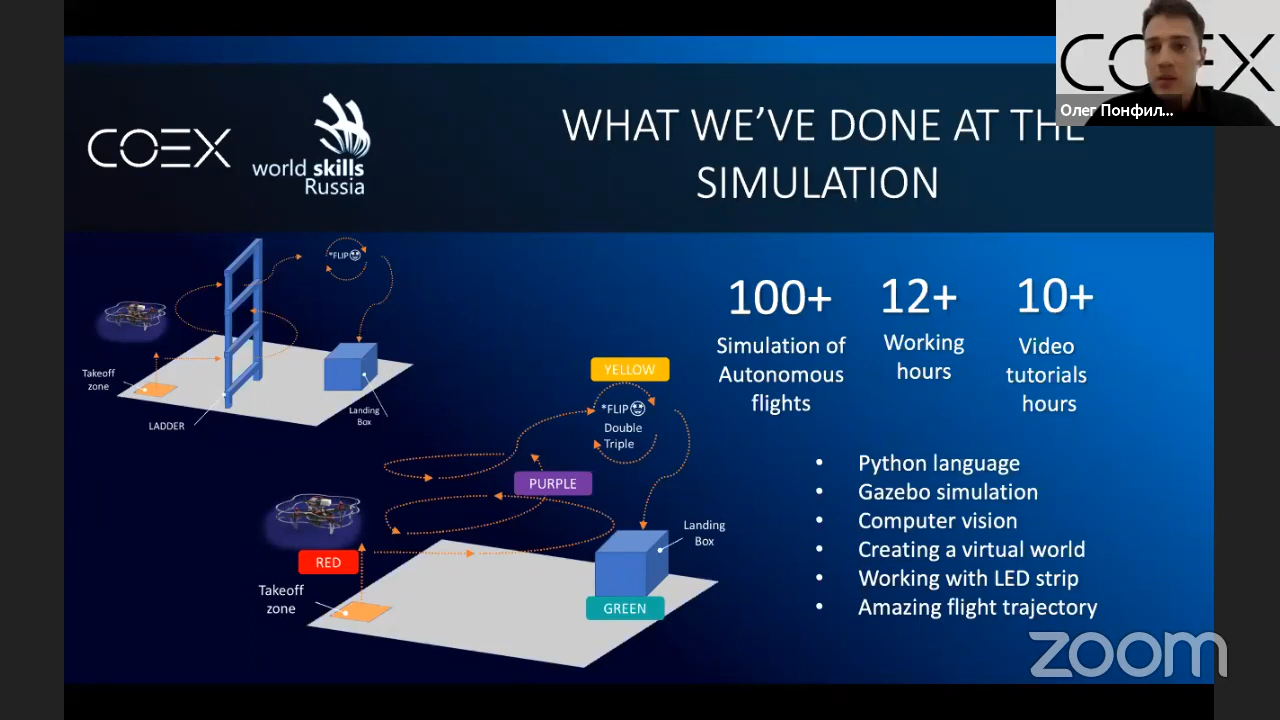 COEX
world skills
Russia
WHAT WE'VE DONE AT THE
SIMULATION
COEX
Олег Понфил...
*FLIP
Takeoff
zone
LADDER
Landing
Box
100+
Simulation of
Autonomous
flights
12+
Working
hours
10+
Video
tutorials
hours
YELLOW
*FLIP
Double
Triple
PURPLE
RED
Takeoff
zone
Landing
Box
GREEN
• Python language
• Gazebo simulation
• Computer vision
• Creating a virtual world
• Working with LED strip
• Amazing flight trajectory
zoom